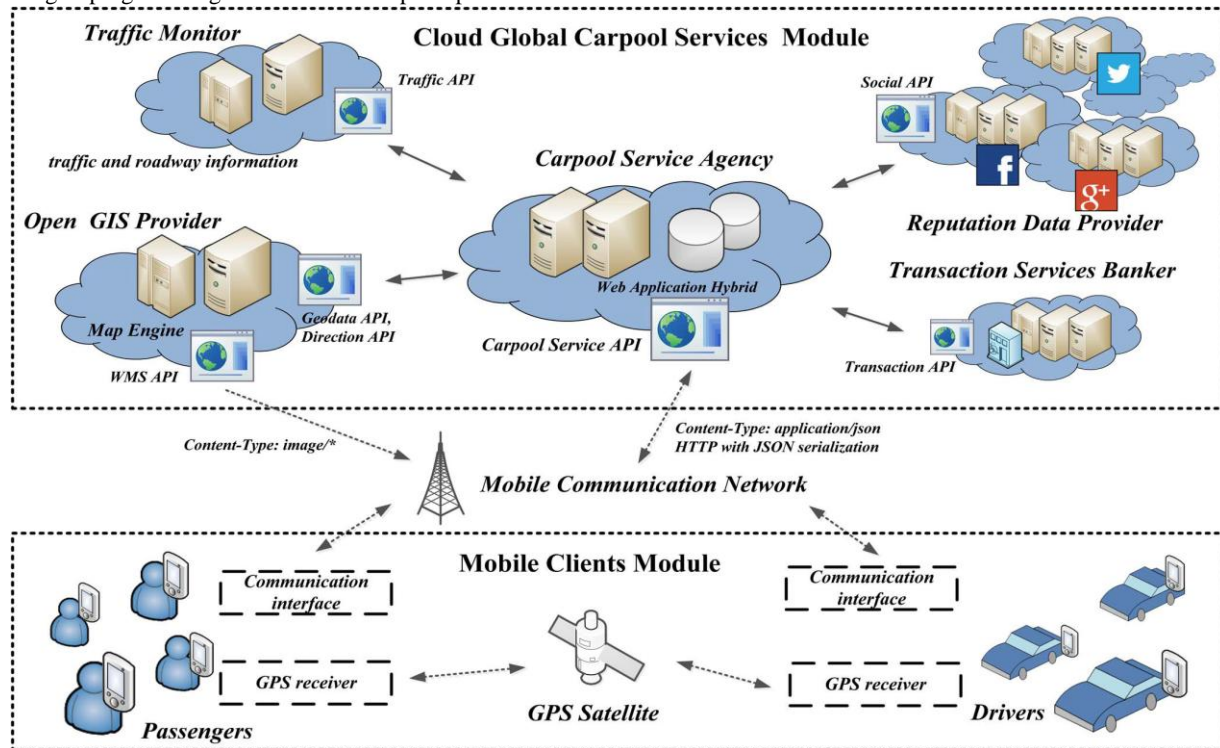 Traffic Monitor
Cloud Global Carpool Services Module
Traffic API
Social API
traffic and roadway information
Carpool Service Agency
f
g+
Open GIS Provider
Reputation Data Provider
Transaction Services Banker
Web Application Hybrid
Map Engine
Geodata API,
Direction API
Carpool Service API
WMS API
Transaction API
Content-Type: image/*
Content-Type: application/json
HTTP with JSON serialization
Mobile Communication Network
Mobile Clients Module
Communication
interface
Communication
interface
GPS receiver
GPS receiver
GPS Satellite
Passengers
Drivers